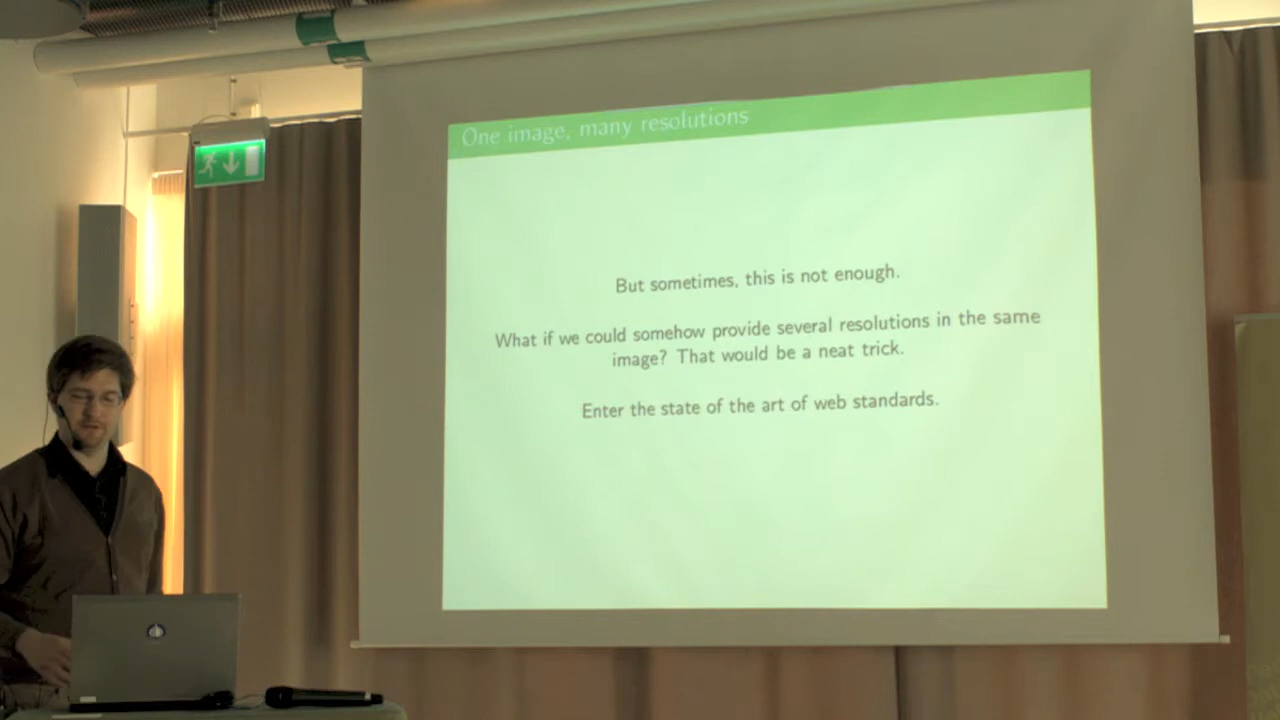 One image, many resolutions
But sometimes, this is not enough.
What if we could somehow provide several resolutions in the same
image? That would be a neat trick.
Enter the state of the art of web standards.